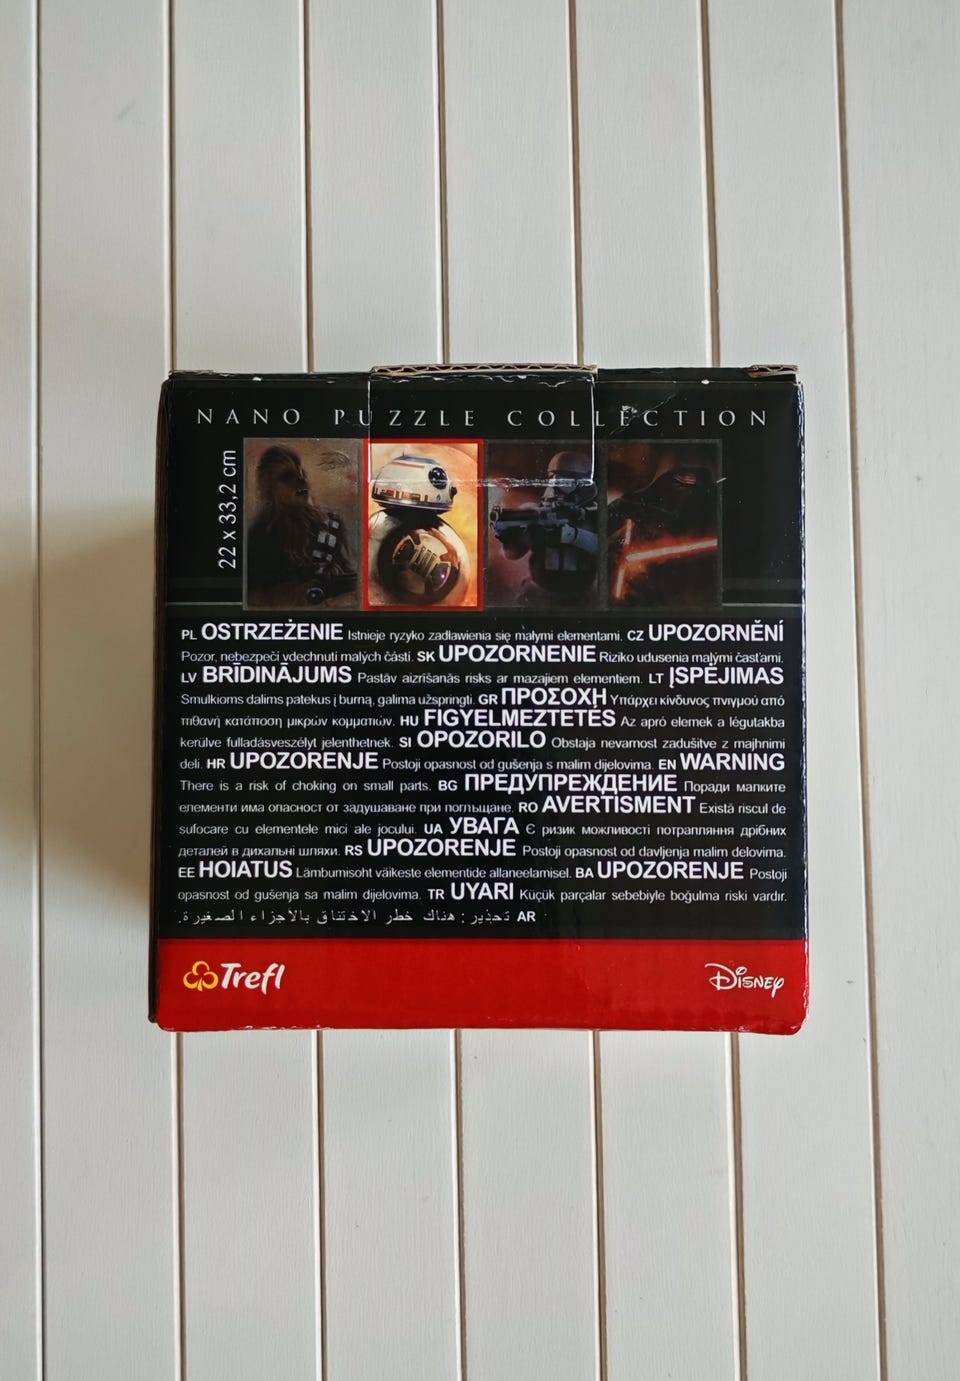 NANO PUZZLE COLLECTION
22 x 33,2 cm
PL OSTRZEŻENIE Istnieje ryzyko zadławienia się małymi elementami. CZ UPOZORNĚNÍ
Pozor, nebezpečí vdechnutí malých částí. SK UPOZORNENIE Riziko udusenia malými časťami.
LV BRĪDINĀJUMS Pastāv aizrīšanās risks ar mazajiem elementiem. LT ĮSPĖJIMAS
Smulkioms dalims patekus į burną, galima užspringti. GR ΠΡΟΣΟΧΗ Υπάρχει κίνδυνος πνιγμού από
πιθανή κατάποση μικρών κομματιών. HU FIGYELMEZTETÉS Az apró elemek a légutakba
kerülve fulladásveszélyt jelenthetnek. SI OPOZORILO Obstaja nevarnost zadušitve z majhnimi
deli. HR UPOZORENJE Postoji opasnost od gušenja s malim dijelovima. EN WARNING
There is a risk of choking on small parts. BG ПРЕДУПРЕЖДЕНИЕ Поради малките
елементи има опасност от задушаване при поглъщане. RO AVERTISMENT Există riscul de
sufocare cu elementele mici ale jocului. UA УВАГА Є ризик можливості потрапляння дрібних
деталей в дихальні шляхи. RS UPOZORENJE Postoji opasnost od davljenja malim delovima.
EE HOIATUS Lämbumisoht väikeste elementide allaneelamisel. BA UPOZORENJE Postoji
opasnost od gušenja sa malim dijelovima. TR UYARI Küçük parçalar sebebiyle boğulma riski vardır.
AR تحذير: هناك خطر الاختناق بالأجزاء الصغيرة.
Trefl
Disney